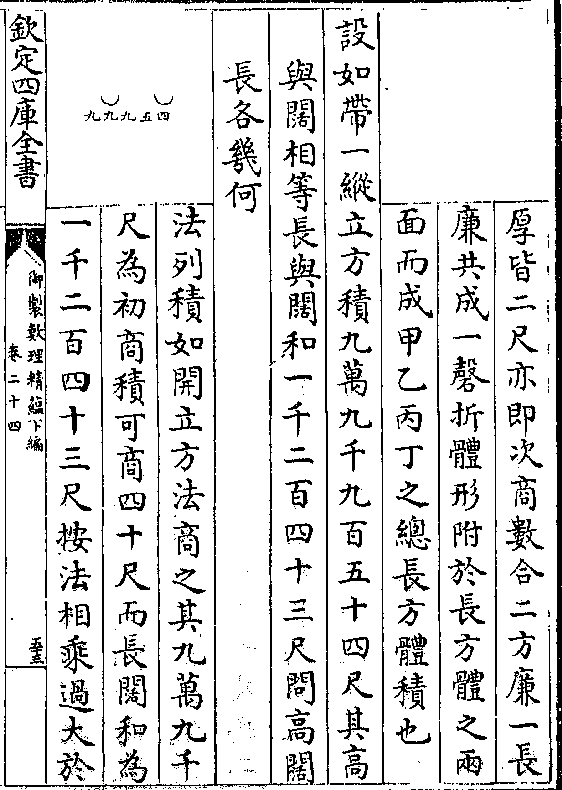 厚皆二尺亦即次商數合二方廉一長
廉共成一磬折體形附於長方體之兩
面而成甲乙丙丁之總長方體積也
設如帶一縱立方積九萬九千九百五十四尺其高
與闊相等長與闊和一千二百四十三尺問高闊
長各幾何
法列積如開立方法商之其九萬九千
尺為初商積可商四十尺而長闊和為
一千二百四十三尺按法相乘過大於
九九九五四
欽定四庫全書
御製數理精蘊下編
卷二十四